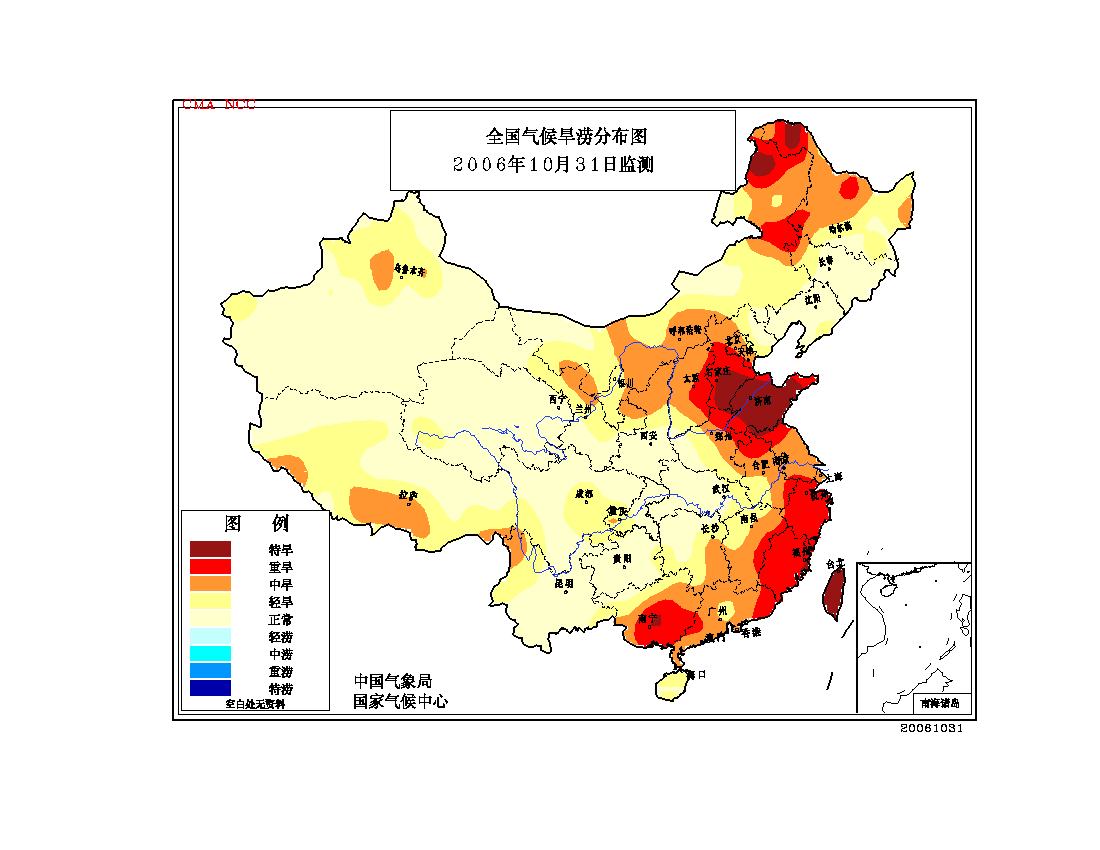 CMA NCC
全国气候旱涝分布图
2006年10月31日监测
哈尔滨
长春
乌鲁木齐
沈阳
呼和浩特
北京
天津
银川
太原
石家庄
济南
西宁
兰州
西安
郑州
合肥
南京
上海
拉萨
成都
武汉
杭州
重庆
南昌
长沙
贵阳
福州
台北
昆明
南宁
广州
澳门
香港
海口
图 例
特旱
重旱
中旱
轻旱
正常
轻涝
中涝
重涝
特涝
空白处无资料
中国气象局
国家气候中心
南海诸岛
20061031